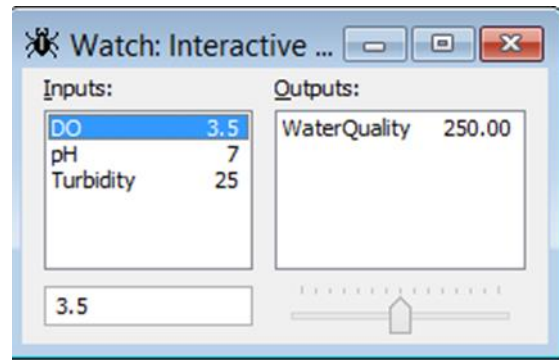 Watch: Interactive ...
Inputs: Outputs:
DO 3.5 WaterQuality 250.00
pH 7
Turbidity 25
3.5